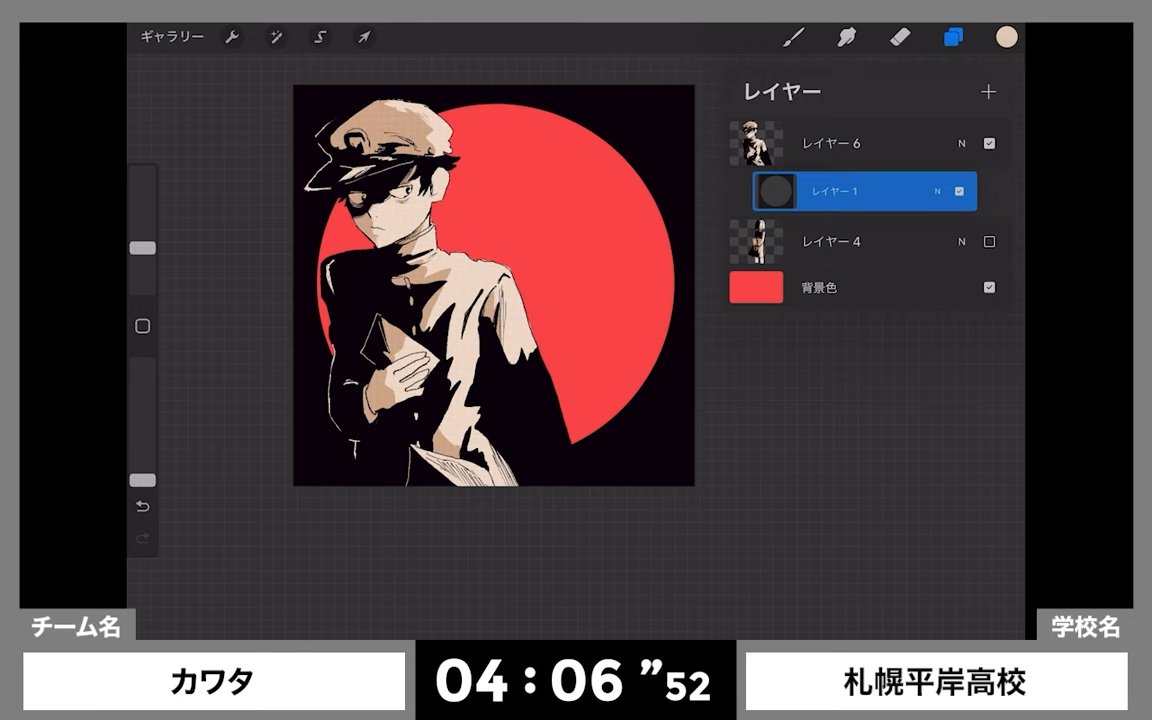 ギャラリー
レイヤー
レイヤー 6
N
レイヤー 1
N
レイヤー 4
N
背景色
チーム名
学校名
カワタ
04:06 ”52
札幌平岸高校